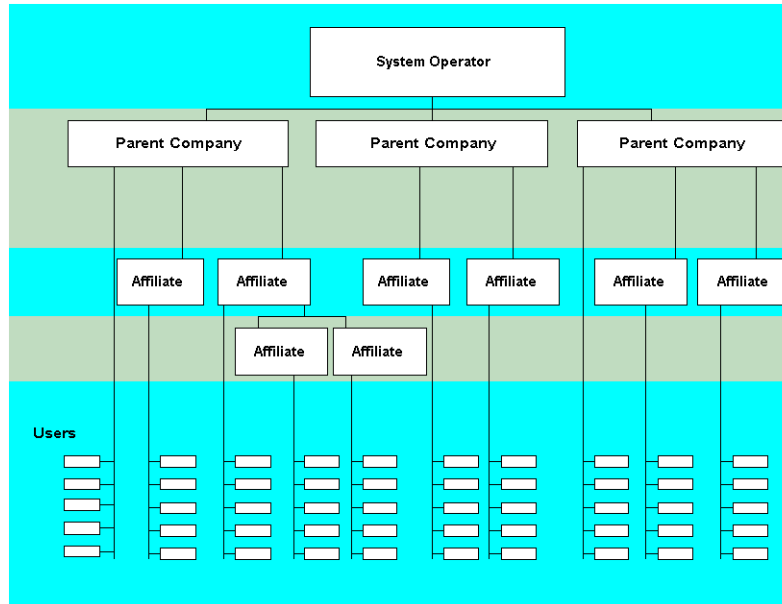 System Operator
Parent Company
Parent Company
Parent Company
Affiliate
Affiliate
Affiliate
Affiliate
Affiliate
Affiliate
Affiliate
Affiliate
Users